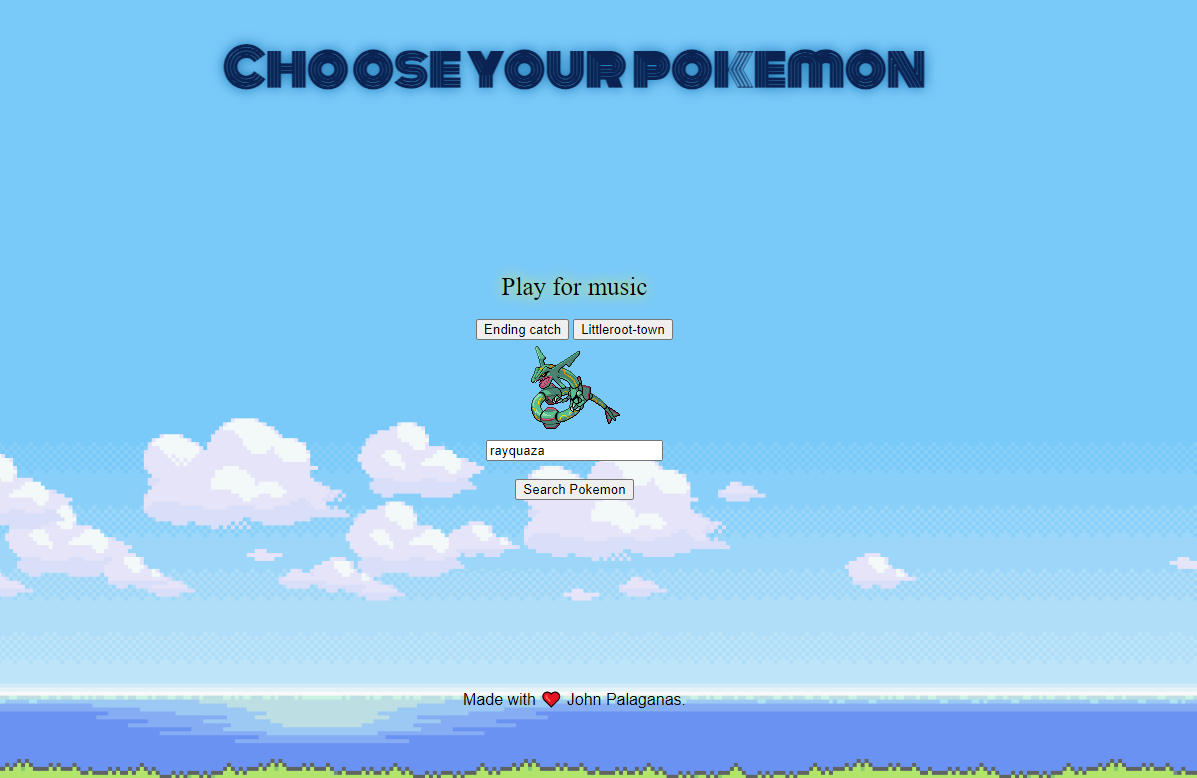 Choose your pokemon
Play for music
Ending catch Littleroot-town
rayquaza
Search Pokemon
Made with ❤️ John Palaganas.